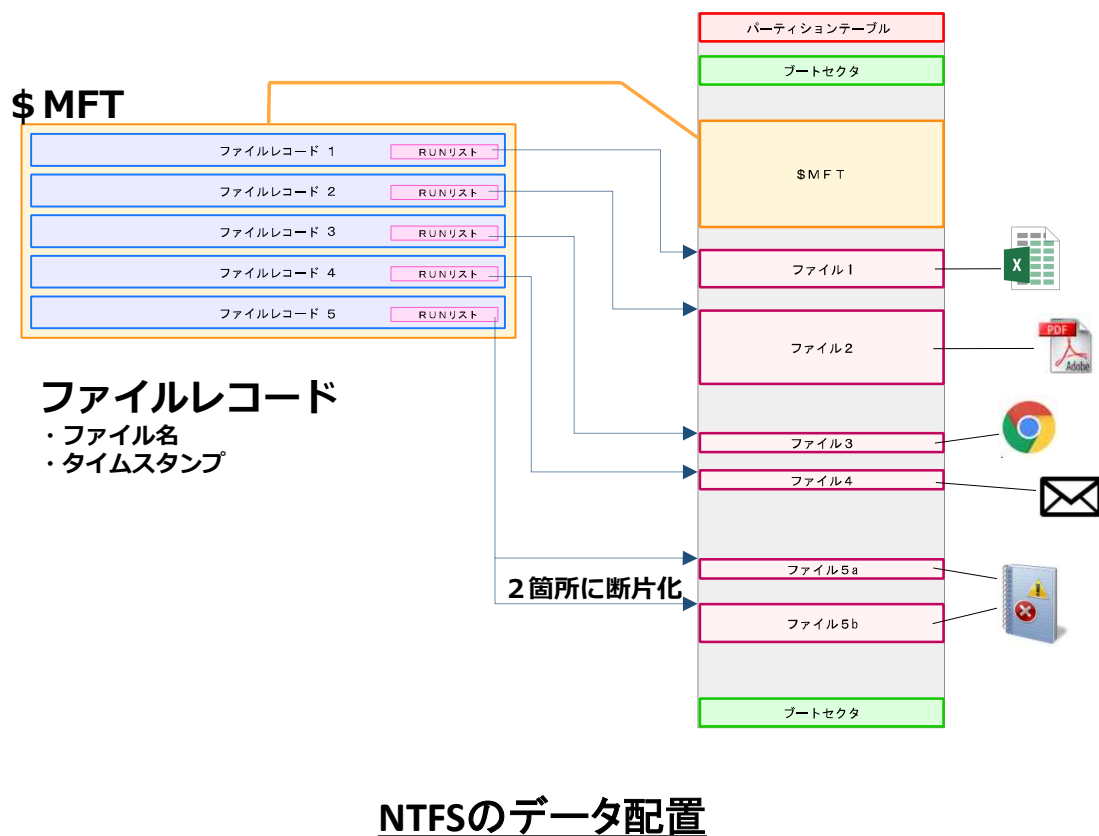 パーティションテーブル
ブートセクタ
$ MFT
ファイルレコード 1 RUNリスト
ファイルレコード 2 RUNリスト
ファイルレコード 3 RUNリスト
ファイルレコード 4 RUNリスト
ファイルレコード 5 RUNリスト
$MFT
ファイル1
X
ファイル2
PDF
Adobe
ファイル3
ファイル4
ファイルレコード
・ファイル名
・タイムスタンプ
２箇所に断片化
ファイル5a
ファイル5b
ブートセクタ
NTFSのデータ配置